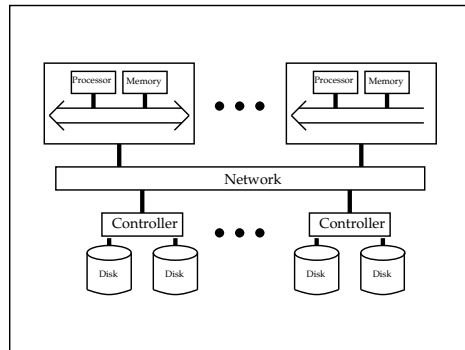 Processor Memory Processor Memory
Network
Controller Controller
Disk Disk Disk Disk